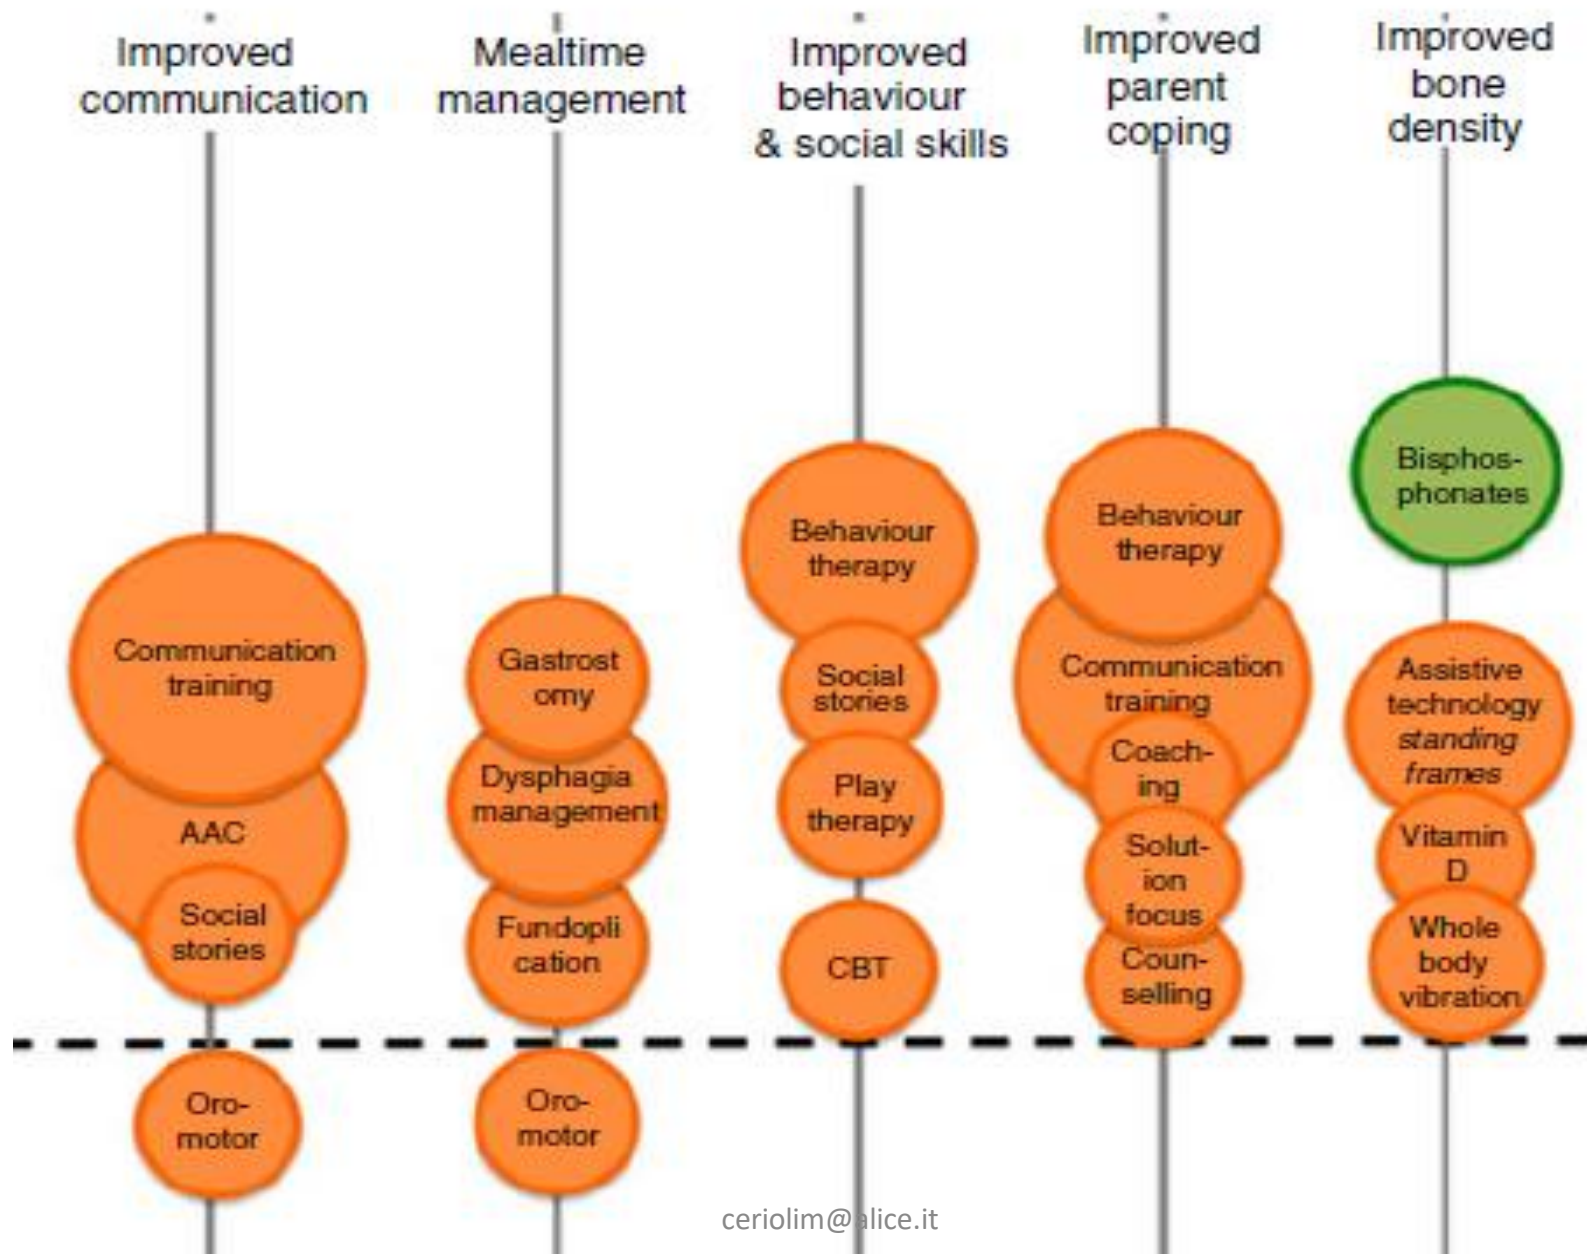 Improved
communication
Mealtime
management
Improved
behaviour
& social skills
Improved
parent
coping
Improved
bone
density
Communication
training
AAC
Social
stories
Oro-
motor
Gastrost
omy
Dysphagia
management
Fundopli
cation
Oro-
motor
Behaviour
therapy
Social
stories
Play
therapy
CBT
Behaviour
therapy
Communication
training
Coach-
ing
Solut-
ion
focus
Coun-
selling
Bisphos-
phonates
Assistive
technology
standing
frames
Vitamin
D
Whole
body
vibration
ceriolim@alice.it